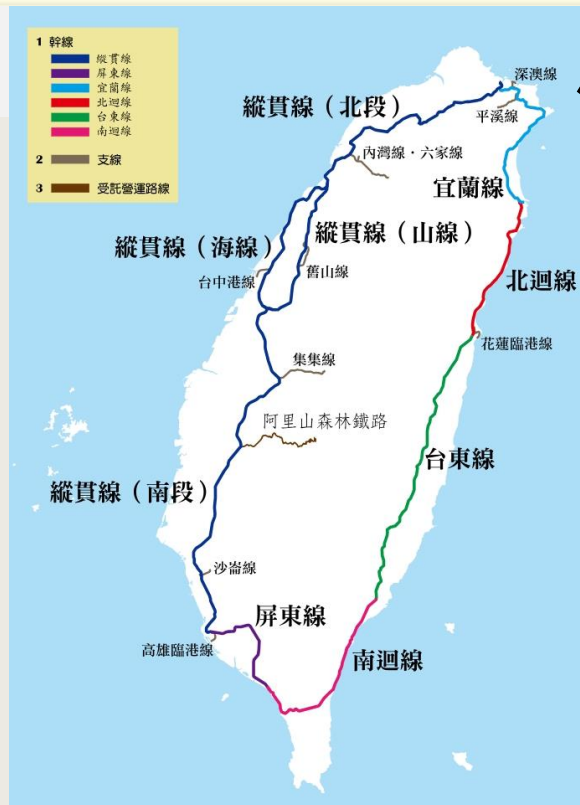 1 幹線
縱貫線
屏東線
宜蘭線
北迴線
台東線
南迴線
2 支線
3 受託營運路線
深澳線
縱貫線（北段）
平溪線
內灣線・六家線
宜蘭線
縱貫線（山線）
縱貫線（海線）
舊山線
台中港線
北迴線
花蓮臨港線
集集線
阿里山森林鐵路
台東線
縱貫線（南段）
沙崙線
屏東線
高雄臨港線
南迴線